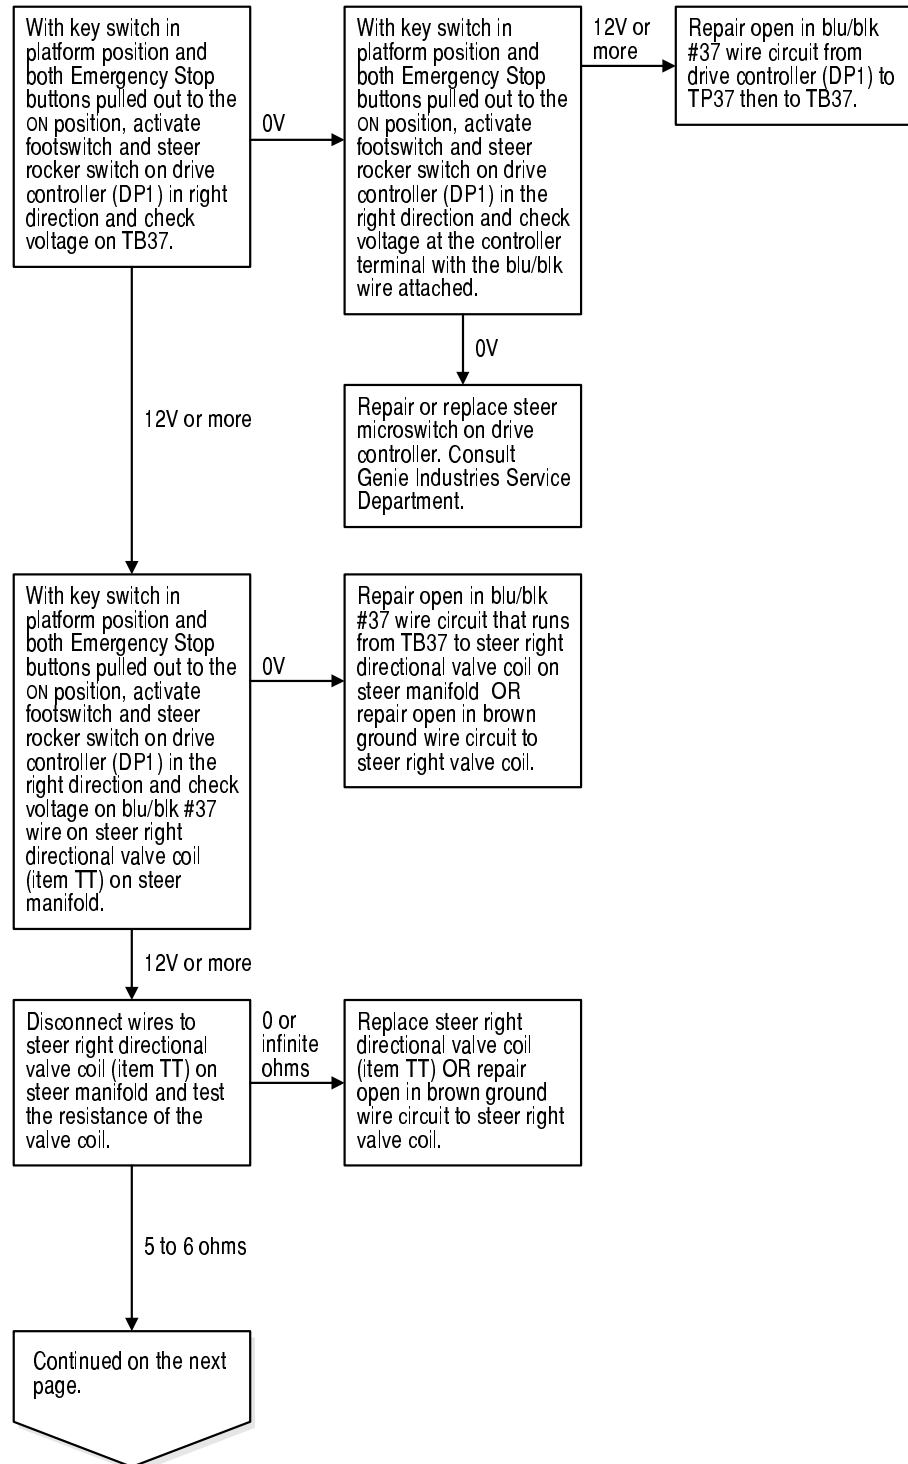 With key switch in
platform position and
both Emergency Stop
buttons pulled out to the
ON position, activate
footswitch and steer
rocker switch on drive
controller (DP1) in right
direction and check
voltage on TB37.
0V
With key switch in
platform position and
both Emergency Stop
buttons pulled out to the
ON position, activate
footswitch and steer
rocker switch on drive
controller (DP1) in the
right direction and check
voltage at the controller
terminal with the blu/blk
wire attached.
12V or
more
Repair open in blu/blk
#37 wire circuit from
drive controller (DP1) to
TP37 then to TB37.
0V
Repair or replace steer
microswitch on drive
controller. Consult
Genie Industries Service
Department.
12V or more
With key switch in
platform position and
both Emergency Stop
buttons pulled out to the
ON position, activate
footswitch and steer
rocker switch on drive
controller (DP1) in the
right direction and check
voltage on blu/blk #37
wire on steer right
directional valve coil
(item TT) on steer
manifold.
0V
Repair open in blu/blk
#37 wire circuit that runs
from TB37 to steer right
directional valve coil on
steer manifold OR
repair open in brown
ground wire circuit to
steer right valve coil.
12V or more
Disconnect wires to
steer right directional
valve coil (item TT) on
steer manifold and test
the resistance of the
valve coil.
0 or
infinite
ohms
Replace steer right
directional valve coil
(item TT) OR repair
open in brown ground
wire circuit to steer right
valve coil.
5 to 6 ohms
Continued on the next
page.